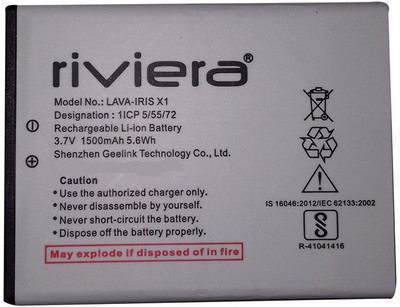 riviera
Model No.: LAVA-IRIS X1
Designation : 1ICP 5/55/72
Rechargeable Li-ion Battery
3.7V 1500mAh 5.6Wh
Shenzhen Geelink Technology Co., Ltd.
Caution:
• Use the authorized charger only.
• Never disassemble the battery.
• Never short-circuit the battery.
• Dispose off the battery properly.
May explode if disposed of in fire
IS 16046:2012/IEC 62133:2002
R-41041416